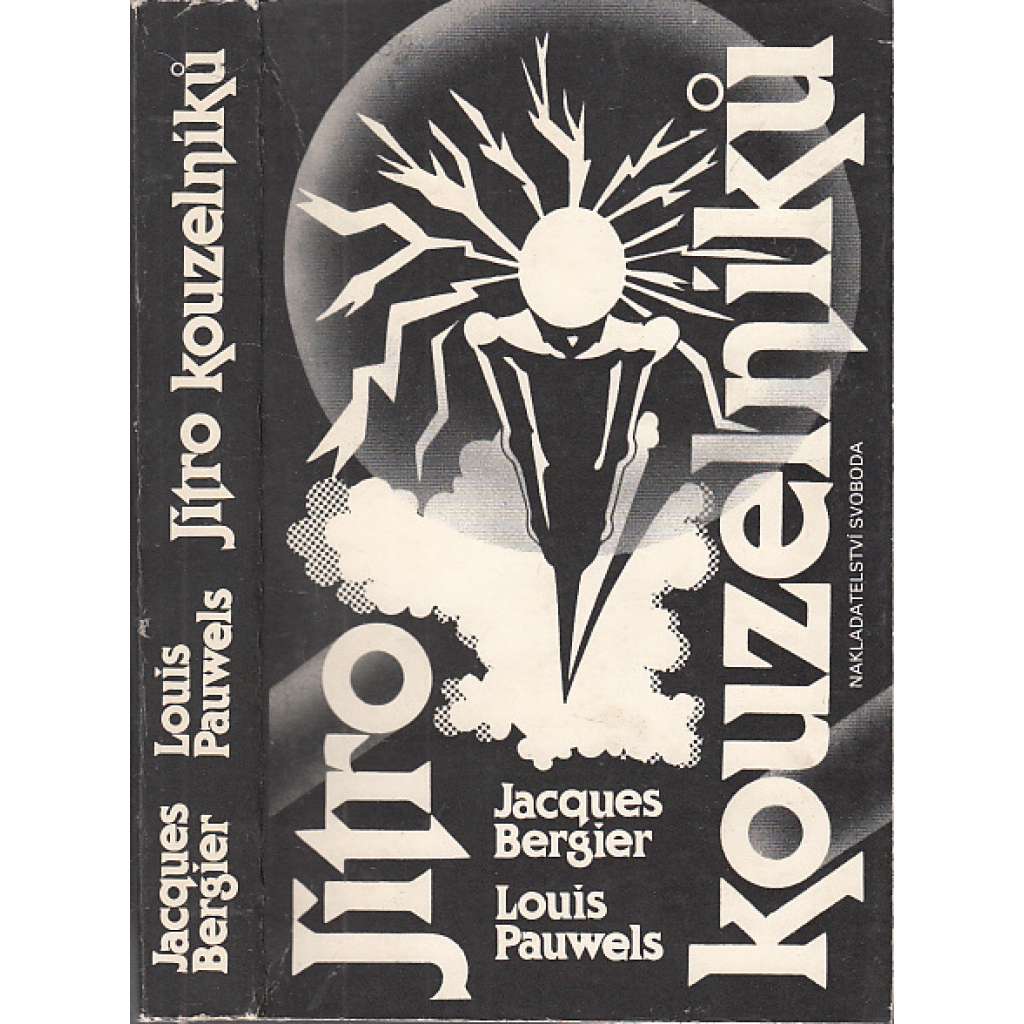 Jacques
Bergier
Louis
Pauwels
Jitro kouzelníků
Jitro
kouzelníků
Jacques
Bergier
Louis
Pauwels
NAKLADATELSTVÍ SVOBODA